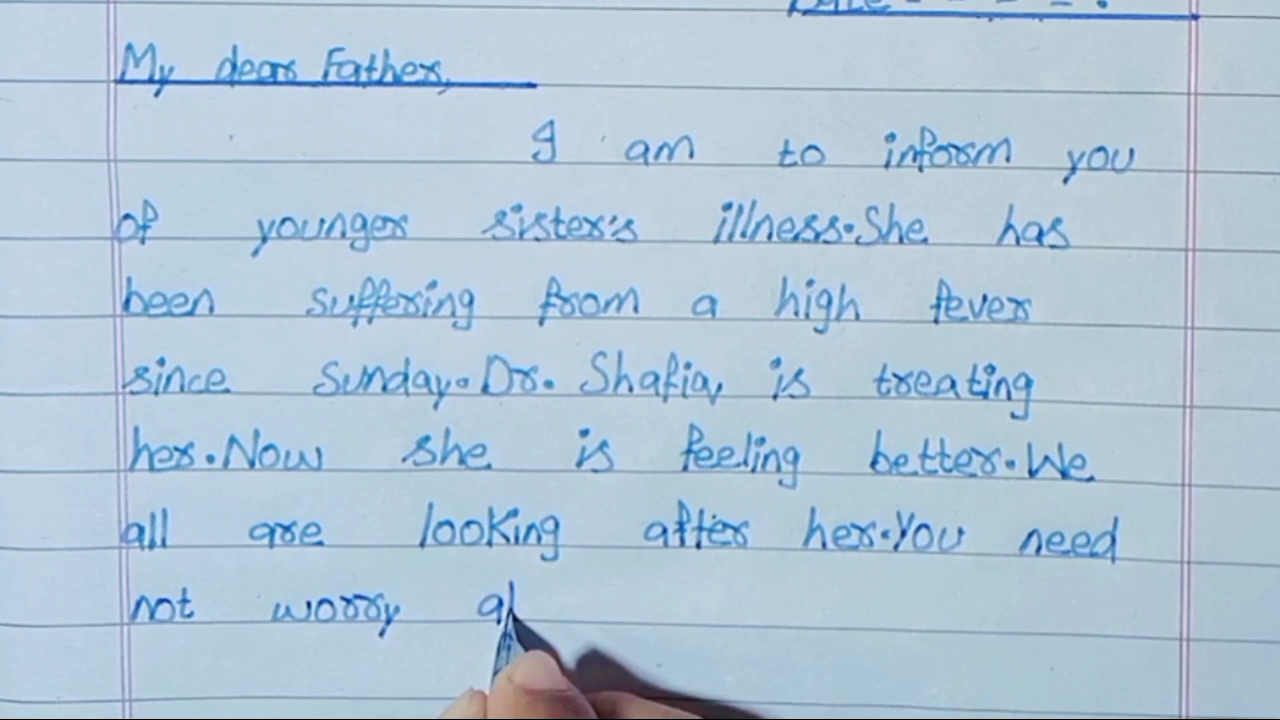 Date - - - - .
My dear Father,
I am to inform you
of younger sister's illness.She has
been suffering from a high fever
since Sunday.Dr. Shafia, is treating
her.Now she is feeling better.We
all are looking after her.You need
not worry